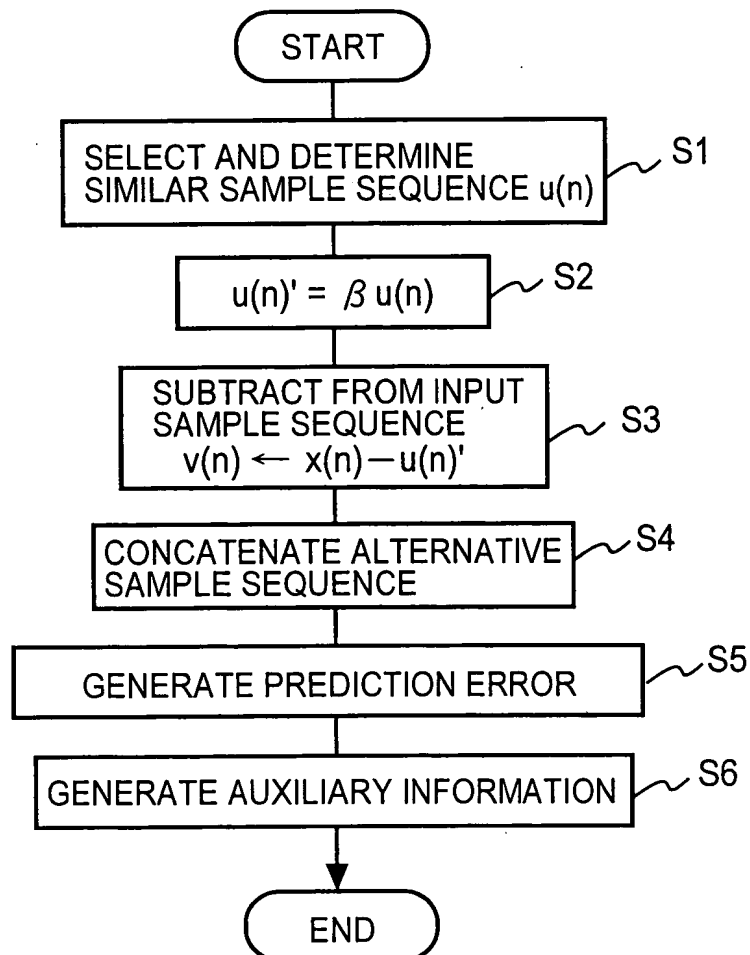 START
SELECT AND DETERMINE
SIMILAR SAMPLE SEQUENCE u(n)
S1
u(n)' = β u(n)
S2
SUBTRACT FROM INPUT
SAMPLE SEQUENCE
v(n) ← x(n) – u(n)'
S3
CONCATENATE ALTERNATIVE
SAMPLE SEQUENCE
S4
GENERATE PREDICTION ERROR
S5
GENERATE AUXILIARY INFORMATION
S6
END